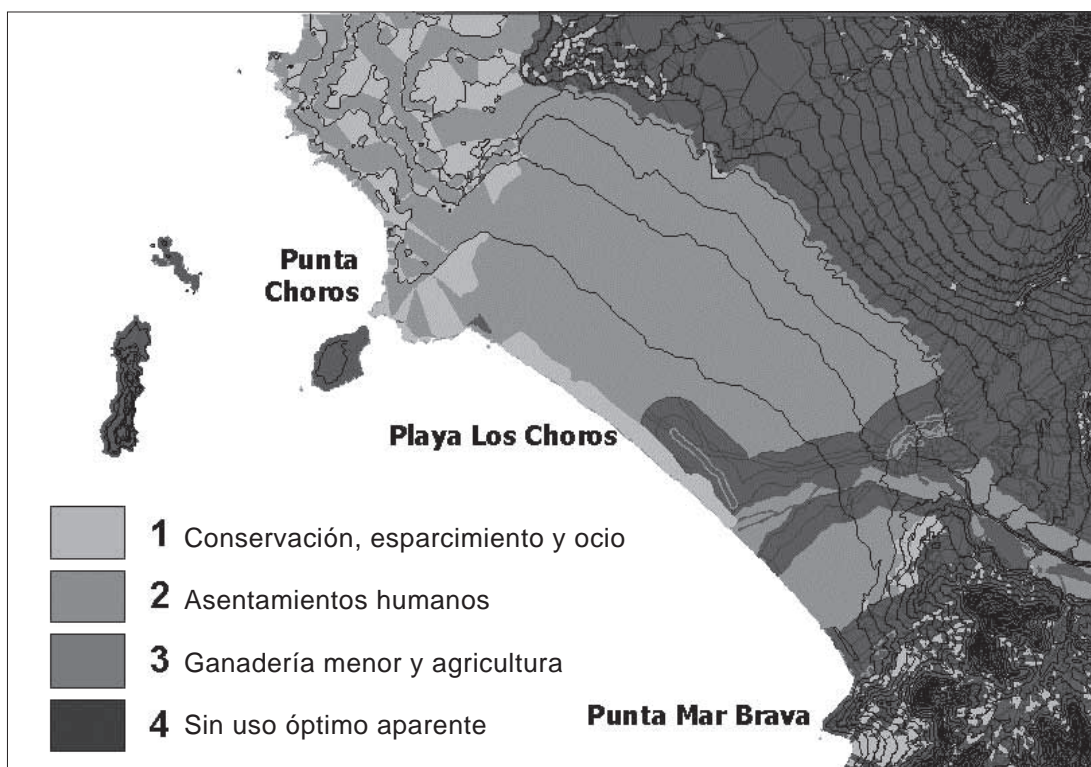 Punta
Choros
Playa Los Choros
1 Conservación, esparcimiento y ocio
2 Asentamientos humanos
3 Ganadería menor y agricultura
4 Sin uso óptimo aparente
Punta Mar Brava